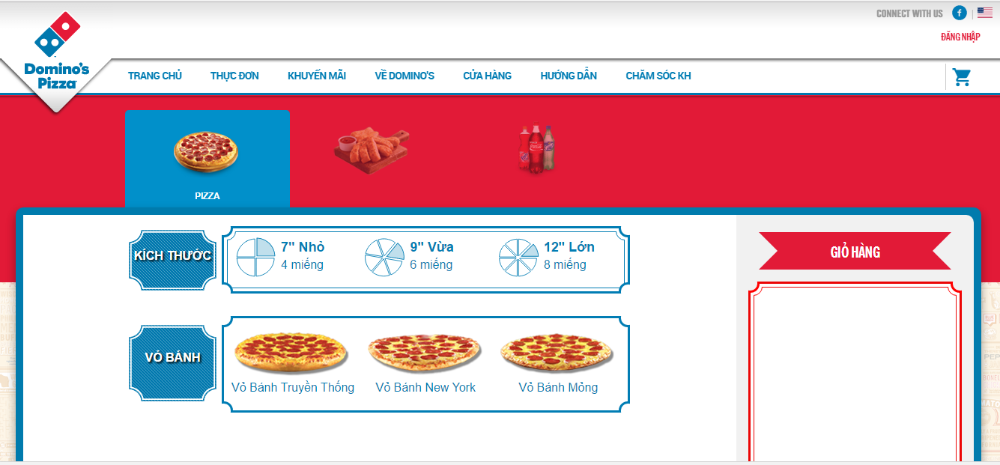 CONNECT WITH US
ĐĂNG NHẬP
Domino's
Pizza
TRANG CHỦ THỰC ĐƠN KHUYẾN MÃI VỀ DOMINO'S CỬA HÀNG HƯỚNG DẪN CHĂM SÓC KH
PIZZA
KÍCH THƯỚC
7" Nhỏ 9" Vừa 12" Lớn
4 miếng 6 miếng 8 miếng
GIỎ HÀNG
VỎ BÁNH
Vỏ Bánh Truyền Thống Vỏ Bánh New York Vỏ Bánh Mỏng